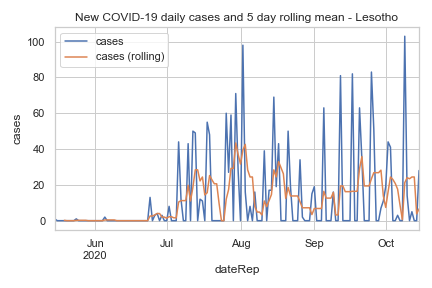 New COVID-19 daily cases and 5 day rolling mean - Lesotho
cases
cases (rolling)
100
80
60
40
20
0
cases
Jun
2020
Jul
Aug
Sep
Oct
dateRep